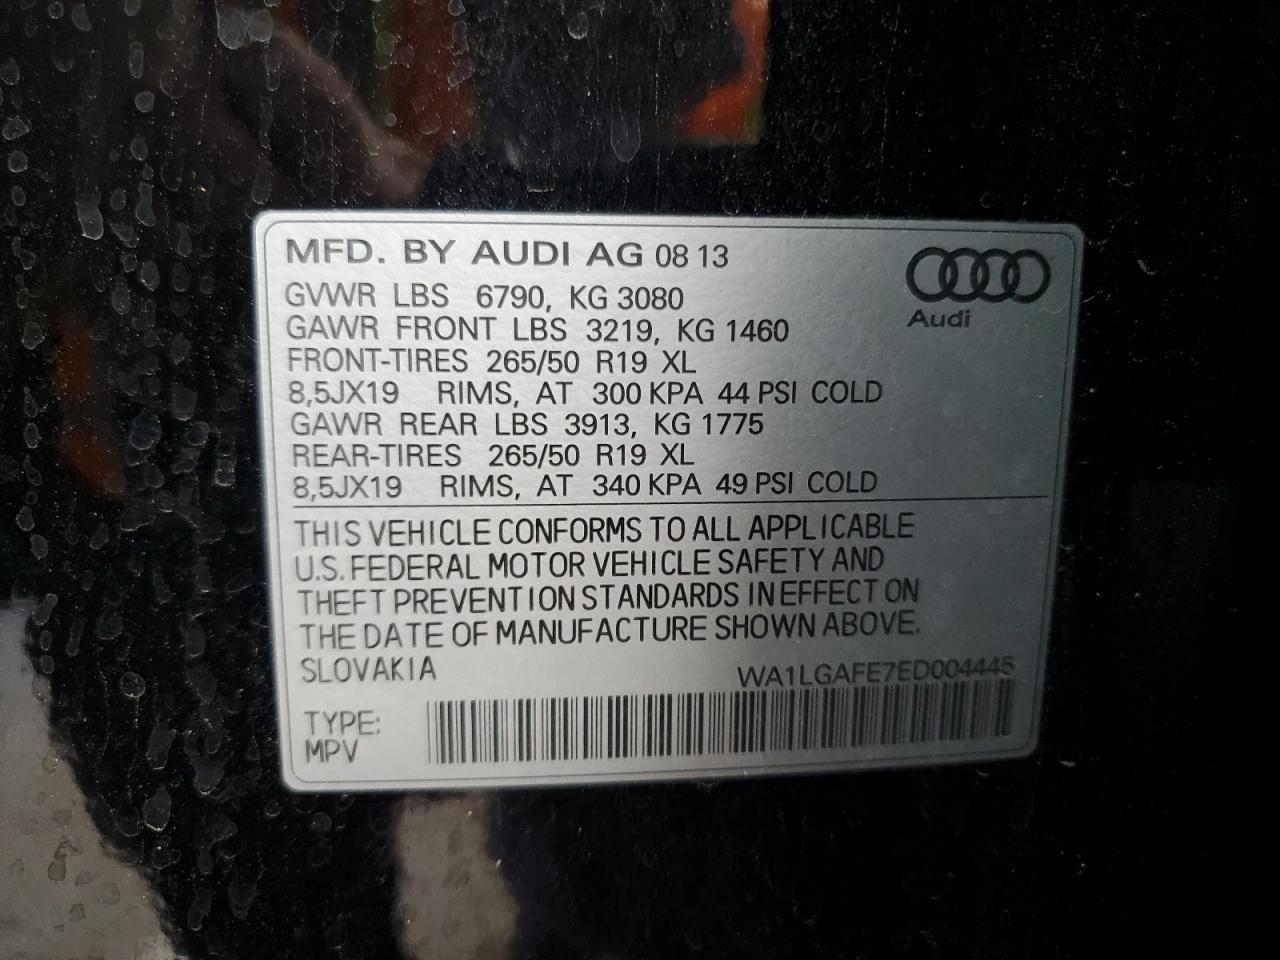 MFD. BY AUDI AG 08 13
Audi
GVWR LBS 6790, KG 3080
GAWR FRONT LBS 3219, KG 1460
FRONT-TIRES 265/50 R19 XL
8,5JX19 RIMS, AT 300 KPA 44 PSI COLD
GAWR REAR LBS 3913, KG 1775
REAR-TIRES 265/50 R19 XL
8,5JX19 RIMS, AT 340 KPA 49 PSI COLD
THIS VEHICLE CONFORMS TO ALL APPLICABLE
U.S. FEDERAL MOTOR VEHICLE SAFETY AND
THEFT PREVENTION STANDARDS IN EFFECT ON
THE DATE OF MANUFACTURE SHOWN ABOVE.
SLOVAKIA WA1LGAFE7ED004445
TYPE:
MPV